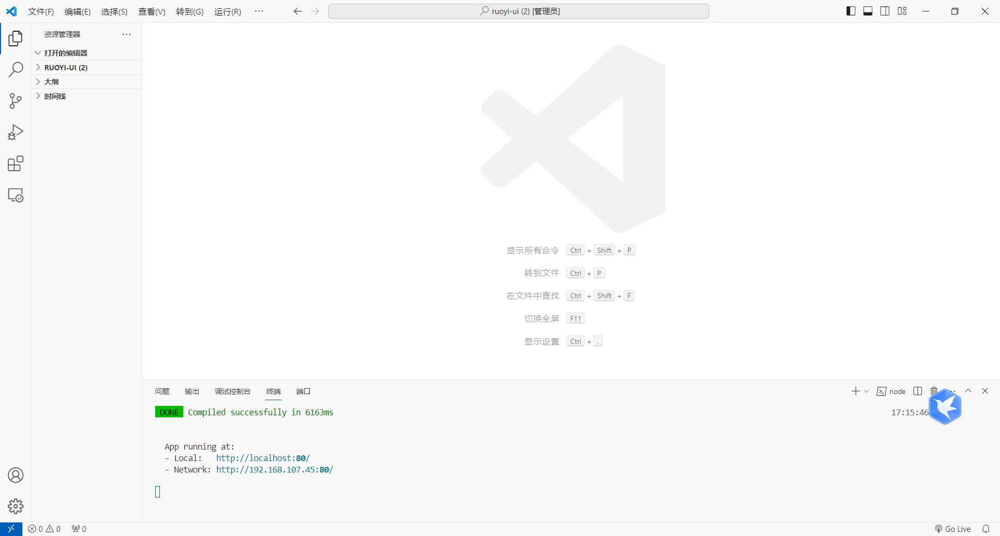 文件(F) 编辑(E) 选择(S) 查看(V) 转到(G) 运行(R) ··· ruoyi-ui (2) [管理员]
资源管理器 ···
打开的编辑器
RUOYI-UI (2)
大纲
时间线
显示所有命令 Ctrl + Shift + P
转到文件 Ctrl + P
在文件中查找 Ctrl + Shift + F
切换全屏 F11
显示设置 Ctrl + ,
问题 输出 调试控制台 终端 端口 node
DONE Compiled successfully in 6163ms 17:15:46
App running at:
- Local: http://localhost:80/
- Network: http://192.168.107.45:80/
0 0 0 Go Live